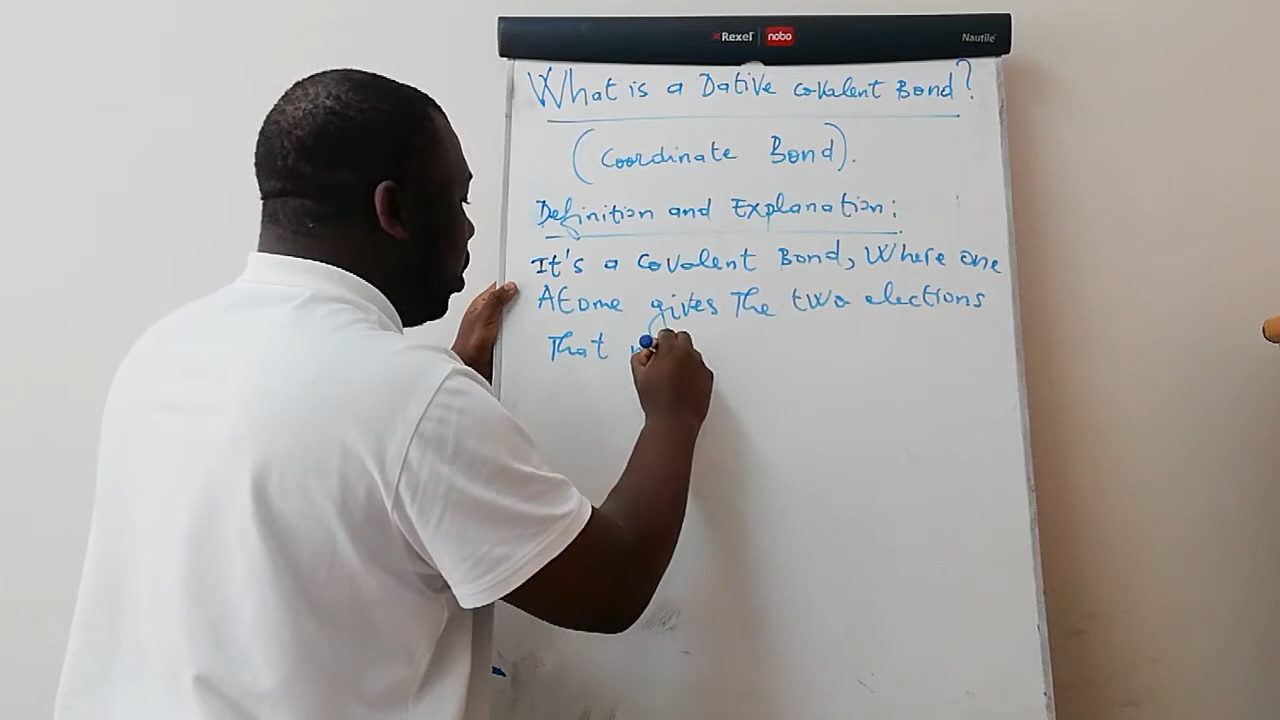 Rexel nobo Nautile
What is a Dative covalent Bond?
(Coordinate Bond).
Definition and Explanation:
It's a Covalent Bond, Where one
Atome gives The two elections
That